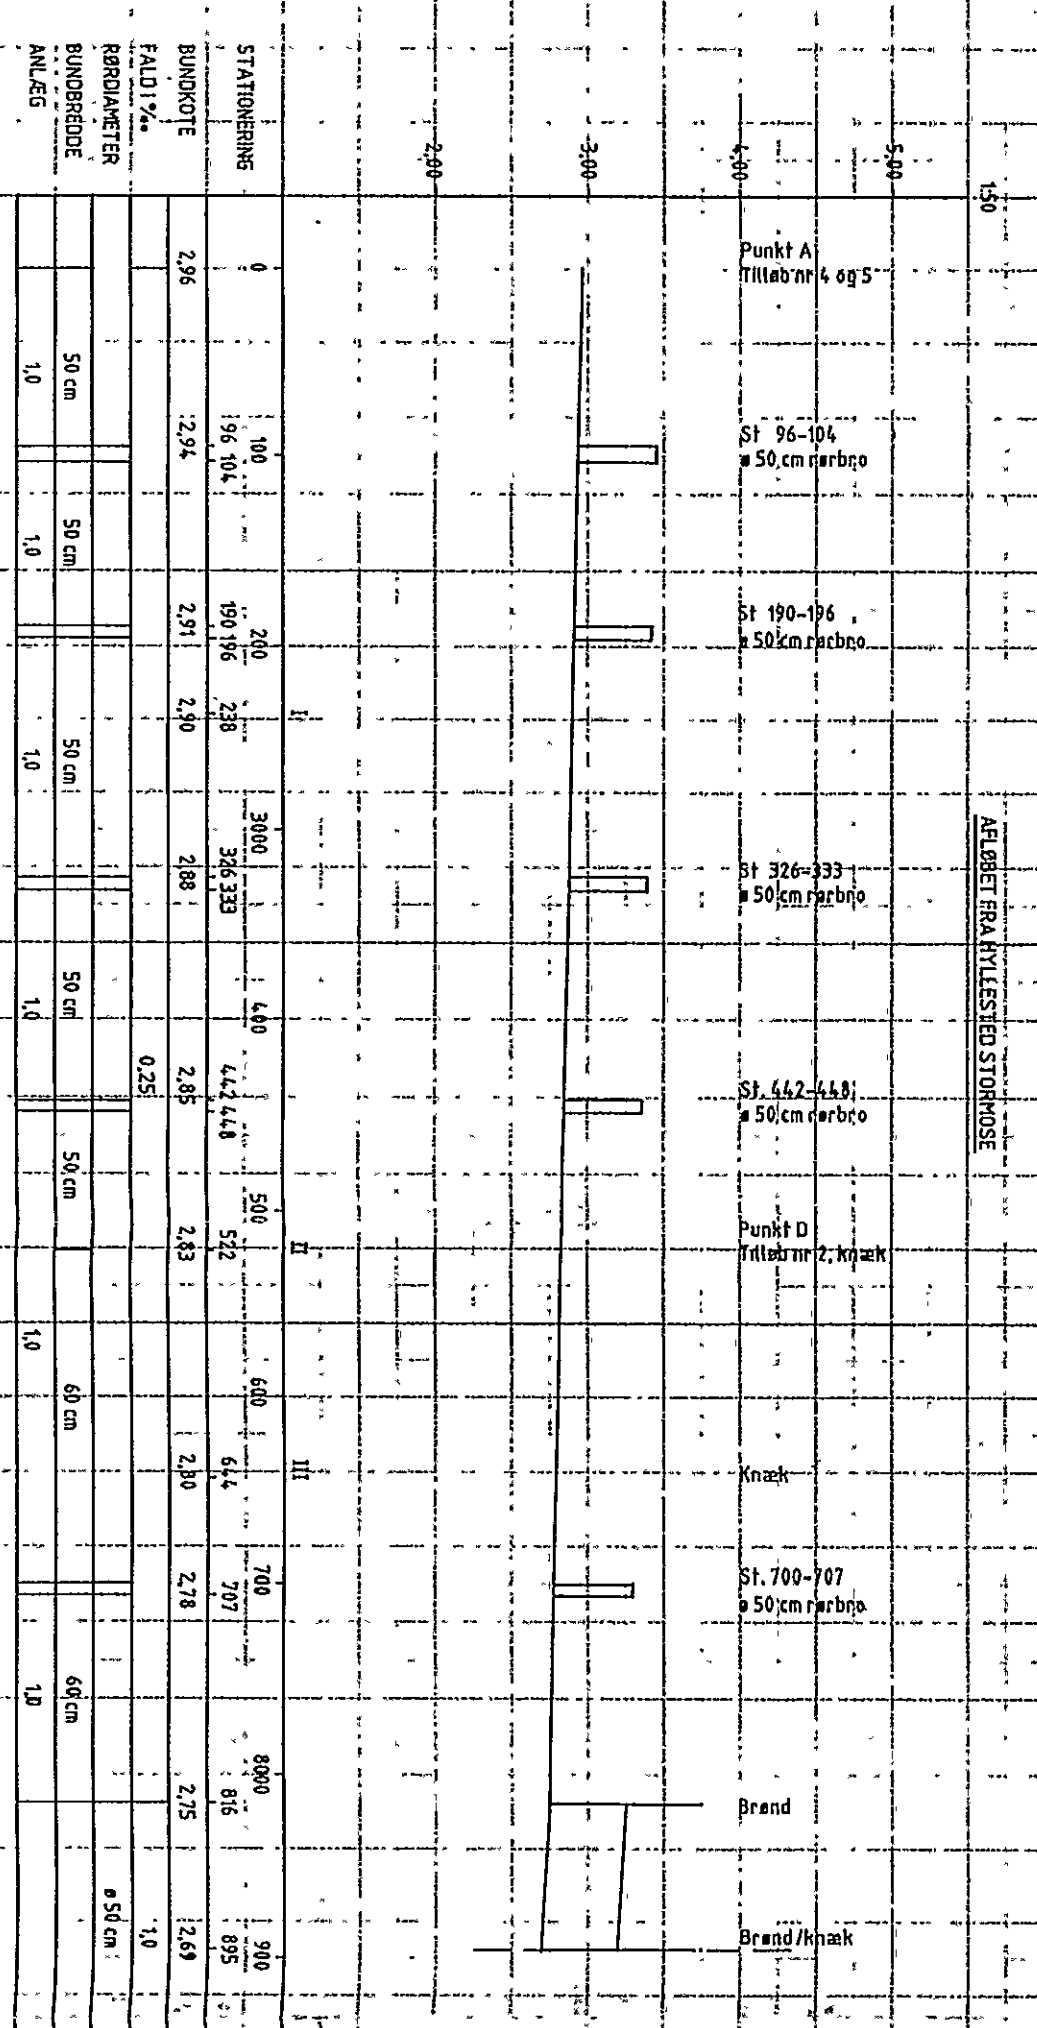 AFLØBET FRA HYLLESTED STORMOSE
1:50
5,00
4,00
3,00
2,00
Punkt A
Tilløb nr 4 og 5
St 96-104
ø 50 cm rørbro
St 190-196
ø 50 cm rørbro
St 326-333
ø 50 cm rørbro
St. 442-448
ø 50 cm rørbro
Punkt D
Tilløb nr 2, knæk
Knæk
St. 700-707
ø 50 cm rørbro
Brønd
Brønd/knæk
I II III
STATIONERING 0 100 200 3000 400 500 600 700 8000 900
96 104 190 196 238 326 333 442 448 522 644 707 816 895
BUNDKOTE 2,96 2,94 2,91 2,90 2,88 2,85 2,83 2,80 2,78 2,75 2,69
FALD I ‰ 0,25 1,0
RØRDIAMETER ø 50 cm
BUNDBREDDE 50 cm 50 cm 50 cm 50 cm 50 cm 60 cm 60 cm
ANLÆG 1,0 1,0 1,0 1,0 1,0 1,0